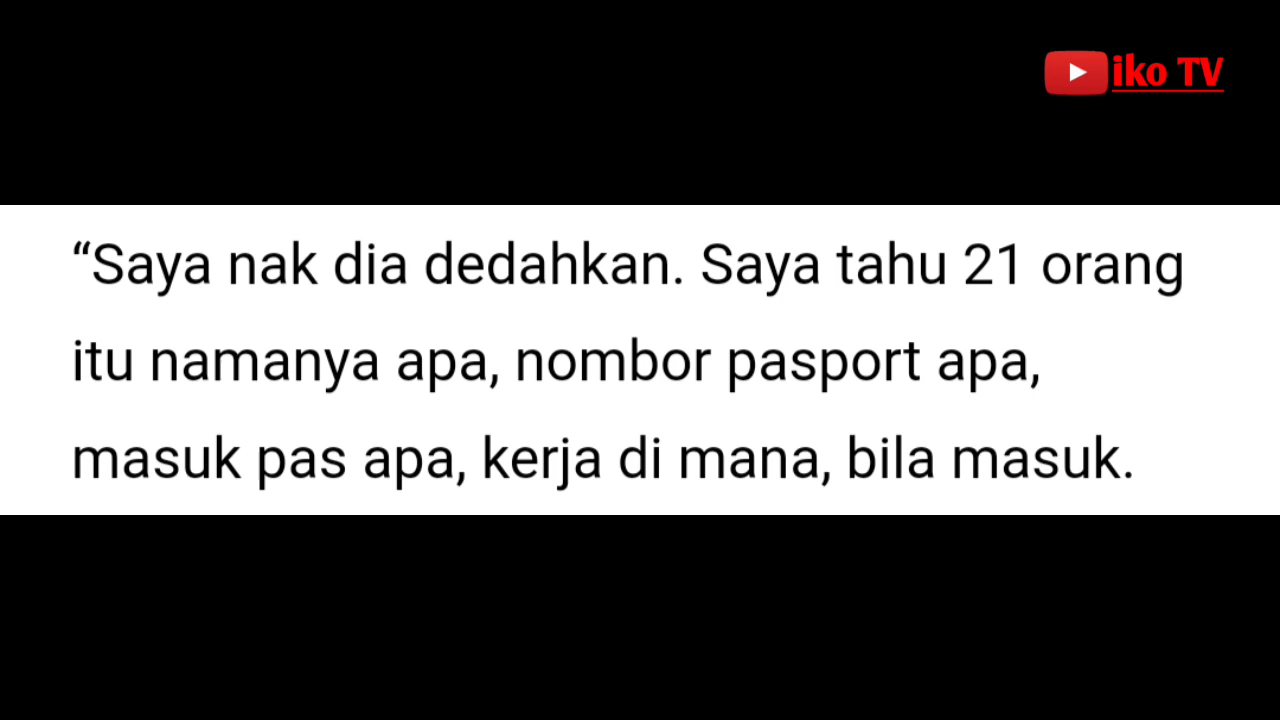 iko TV
“Saya nak dia dedahkan. Saya tahu 21 orang
itu namanya apa, nombor pasport apa,
masuk pas apa, kerja di mana, bila masuk.